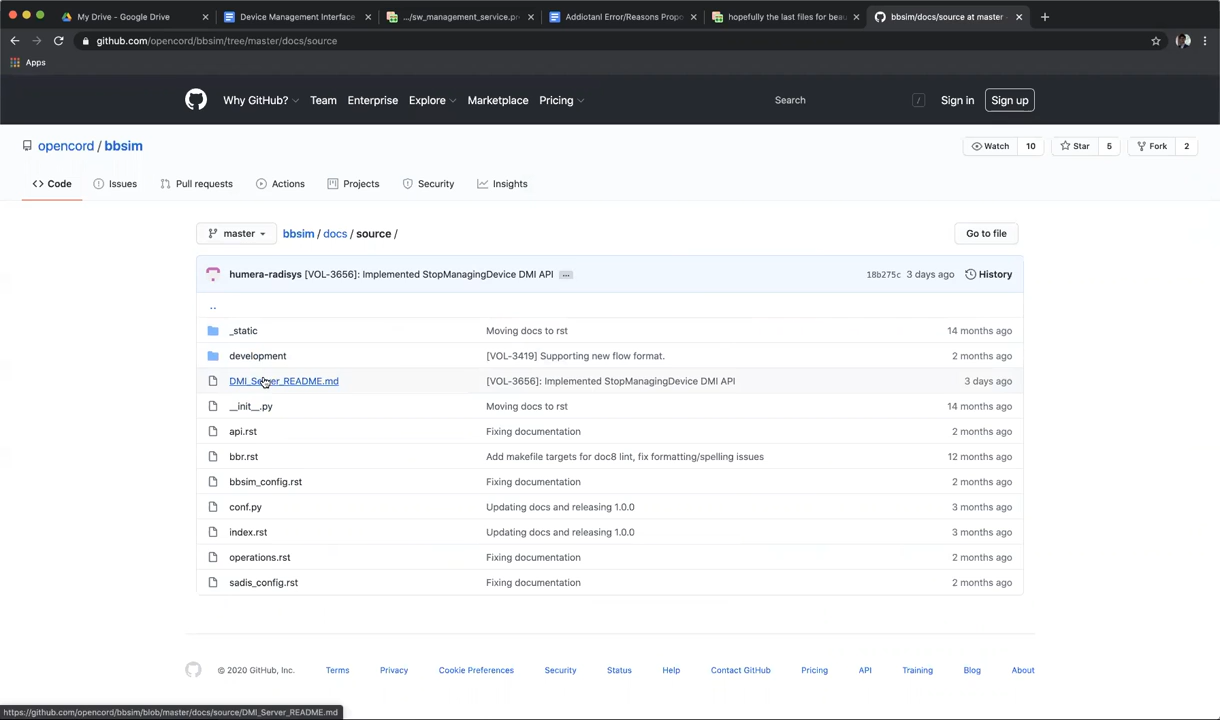 My Drive - Google Drive
Device Management Interface
.../sw_management_service.pr
Addiotanl Error/Reasons Prop
hopefully the last files for beau
bbsim/docs/source at master
github.com/opencord/bbsim/tree/master/docs/source
Apps
Why GitHub? Team Enterprise Explore Marketplace Pricing Search / Sign in Sign up
opencord / bbsim
Watch 10 Star 5 Fork 2
Code Issues Pull requests Actions Projects Security Insights
master bbsim / docs / source / Go to file
humera-radisys [VOL-3656]: Implemented StopManagingDevice DMI API ... 18b275c 3 days ago History
..
_static Moving docs to rst 14 months ago
development [VOL-3419] Supporting new flow format. 2 months ago
DMI_Server_README.md [VOL-3656]: Implemented StopManagingDevice DMI API 3 days ago
__init__.py Moving docs to rst 14 months ago
api.rst Fixing documentation 2 months ago
bbr.rst Add makefile targets for doc8 lint, fix formatting/spelling issues 12 months ago
bbsim_config.rst Fixing documentation 2 months ago
conf.py Updating docs and releasing 1.0.0 3 months ago
index.rst Updating docs and releasing 1.0.0 3 months ago
operations.rst Fixing documentation 2 months ago
sadis_config.rst Fixing documentation 2 months ago
© 2020 GitHub, Inc. Terms Privacy Cookie Preferences Security Status Help Contact GitHub Pricing API Training Blog About
https://github.com/opencord/bbsim/blob/master/docs/source/DMI_Server_README.md